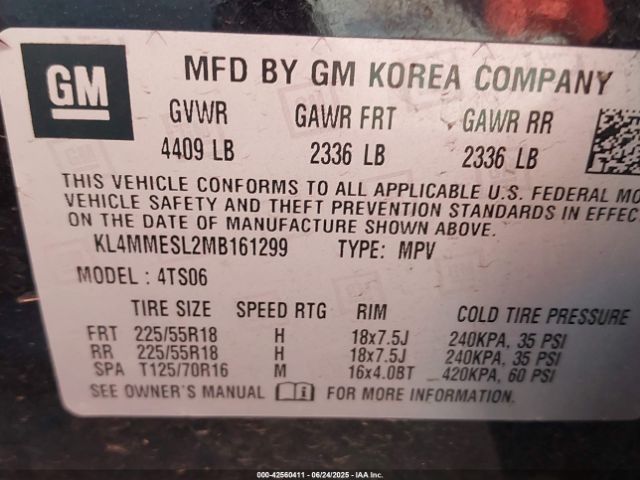 GM MFD BY GM KOREA COMPANY
GVWR GAWR FRT GAWR RR
4409 LB 2336 LB 2336 LB
THIS VEHICLE CONFORMS TO ALL APPLICABLE U.S. FEDERAL MO
VEHICLE SAFETY AND THEFT PREVENTION STANDARDS IN EFFEC
ON THE DATE OF MANUFACTURE SHOWN ABOVE.
KL4MMESL2MB161299 TYPE: MPV
MODEL: 4TS06
TIRE SIZE SPEED RTG RIM COLD TIRE PRESSURE
FRT 225/55R18 H 18x7.5J 240KPA, 35 PSI
RR 225/55R18 H 18x7.5J 240KPA, 35 PSI
SPA T125/70R16 M 16x4.0BT 420KPA, 60 PSI
SEE OWNER'S MANUAL FOR MORE INFORMATION.
000-42560411 - 06/24/2025 - IAAI Inc.